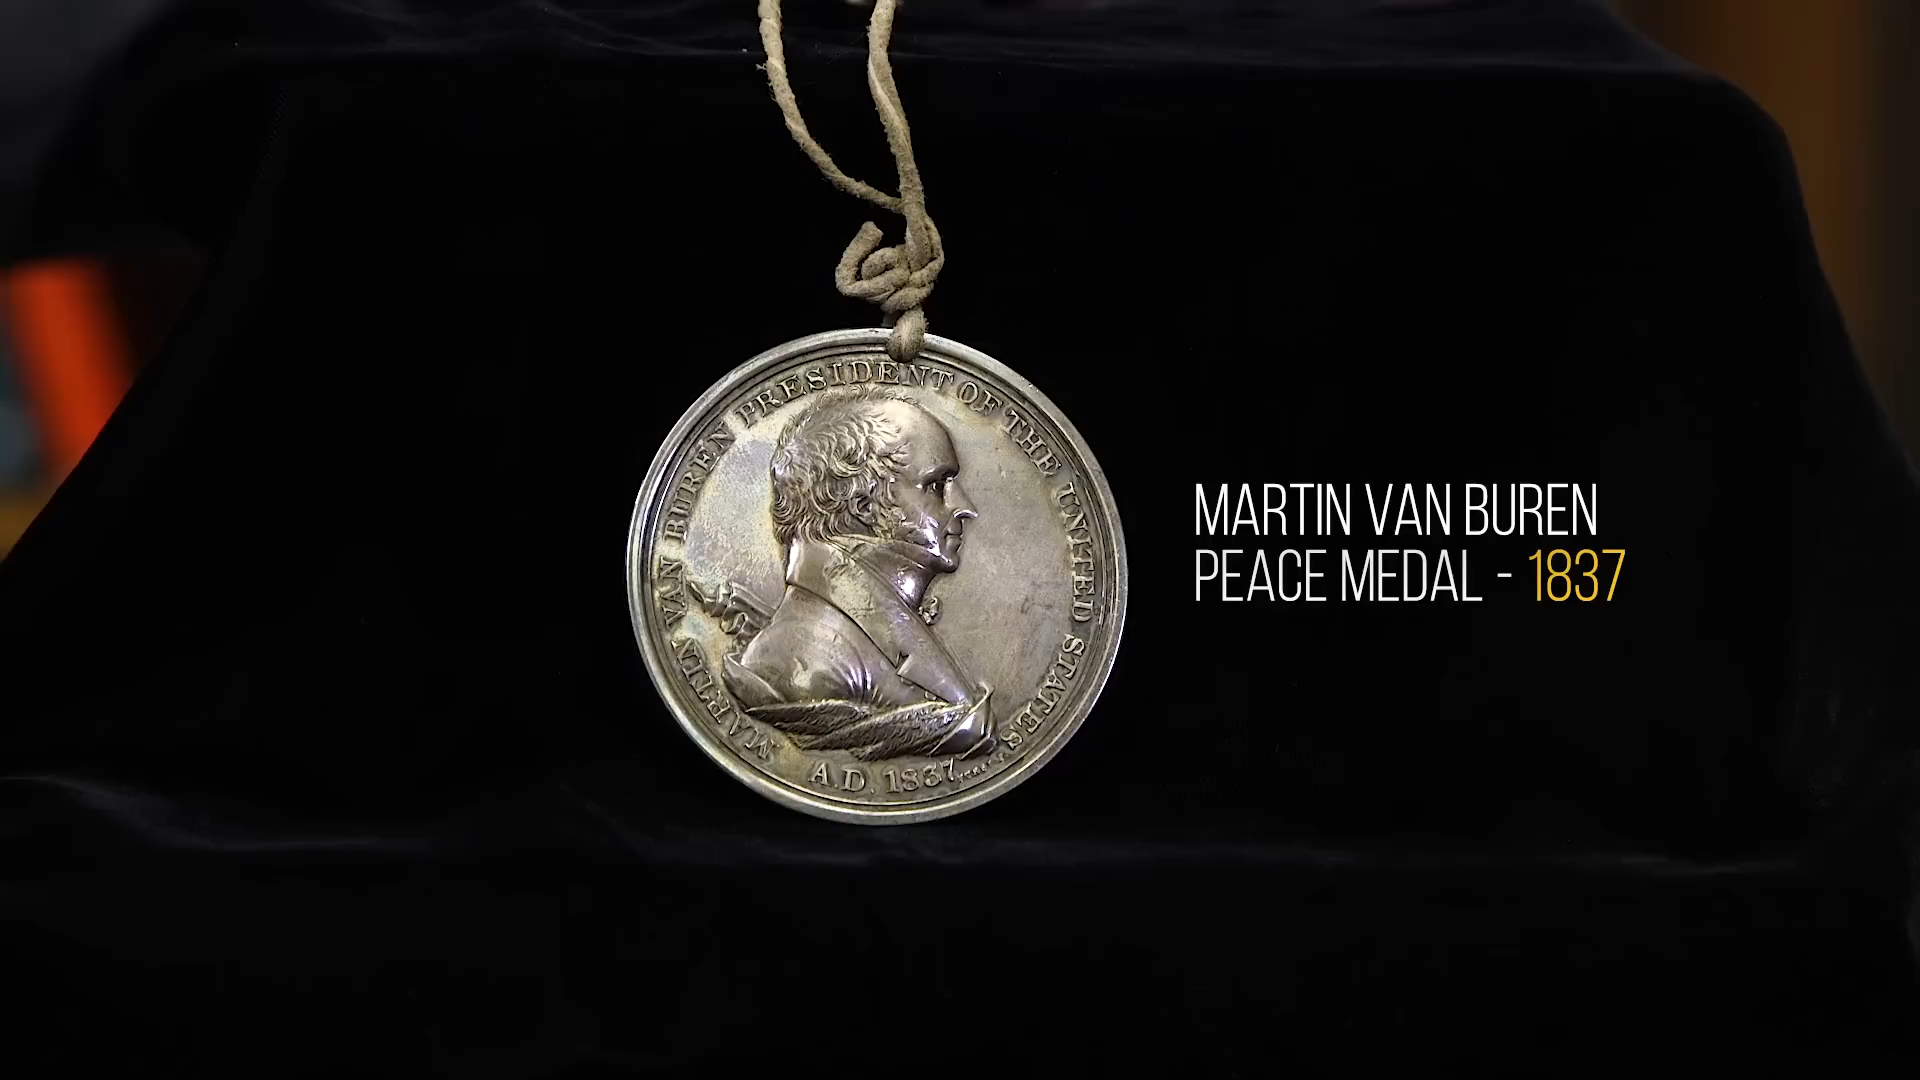 MARTIN VAN BUREN PRESIDENT OF THE UNITED STATES
A.D. 1837
MARTIN VAN BUREN
PEACE MEDAL - 1837